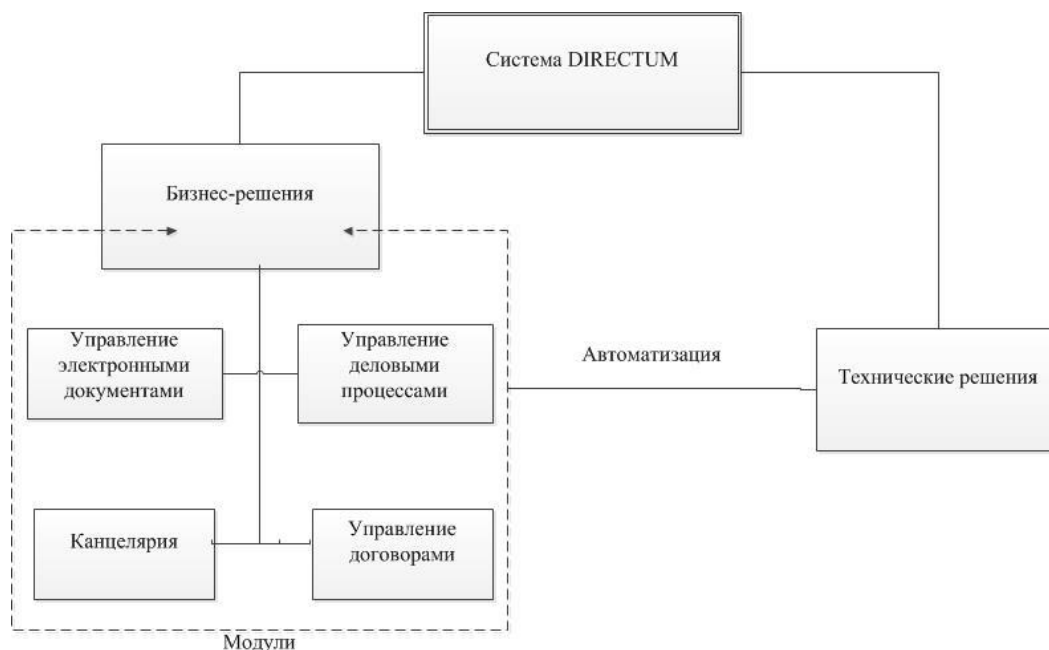 Система DIRECTUM
Бизнес-решения
Управление
электронными
документами
Управление
деловыми
процессами
Автоматизация
Технические решения
Канцелярия
Управление
договорами
Модули